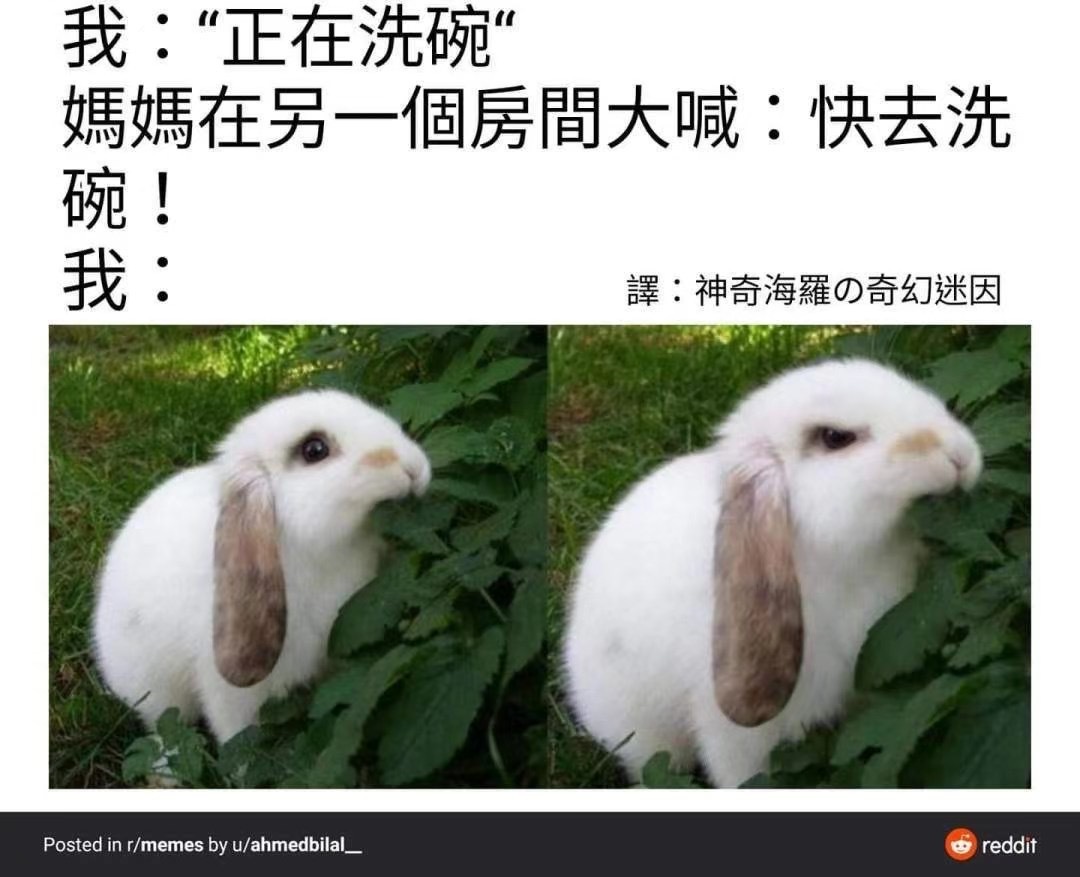 我：“正在洗碗“
媽媽在另一個房間大喊：快去洗
碗！
我：
譯：神奇海羅の奇幻迷因
Posted in r/memes by u/ahmedbilal__
reddit